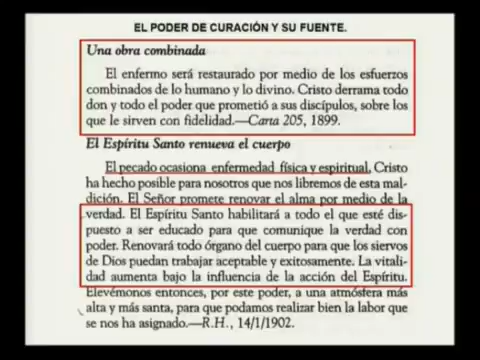 EL PODER DE CURACIÓN Y SU FUENTE.
Una obra combinada
El enfermo será restaurado por medio de los esfuerzos
combinados de lo humano y lo divino. Cristo derrama todo
don y todo el poder que prometió a sus discípulos, sobre los
que le sirven con fidelidad.—Carta 205, 1899.
El Espíritu Santo renueva el cuerpo
El pecado ocasiona enfermedad física y espiritual. Cristo
ha hecho posible para nosotros que nos libremos de esta mal-
dición. El Señor promete renovar el alma por medio de la
verdad. El Espíritu Santo habilitará a todo el que esté dis-
puesto a ser educado para que comunique la verdad con
poder. Renovará todo órgano del cuerpo para que los siervos
de Dios puedan trabajar aceptable y exitosamente. La vitali-
dad aumenta bajo la influencia de la acción del Espíritu.
Elevémonos entonces, por este poder, a una atmósfera más
alta y más santa, para que podamos realizar bien la labor que
se nos ha asignado.—R.H., 14/1/1902.